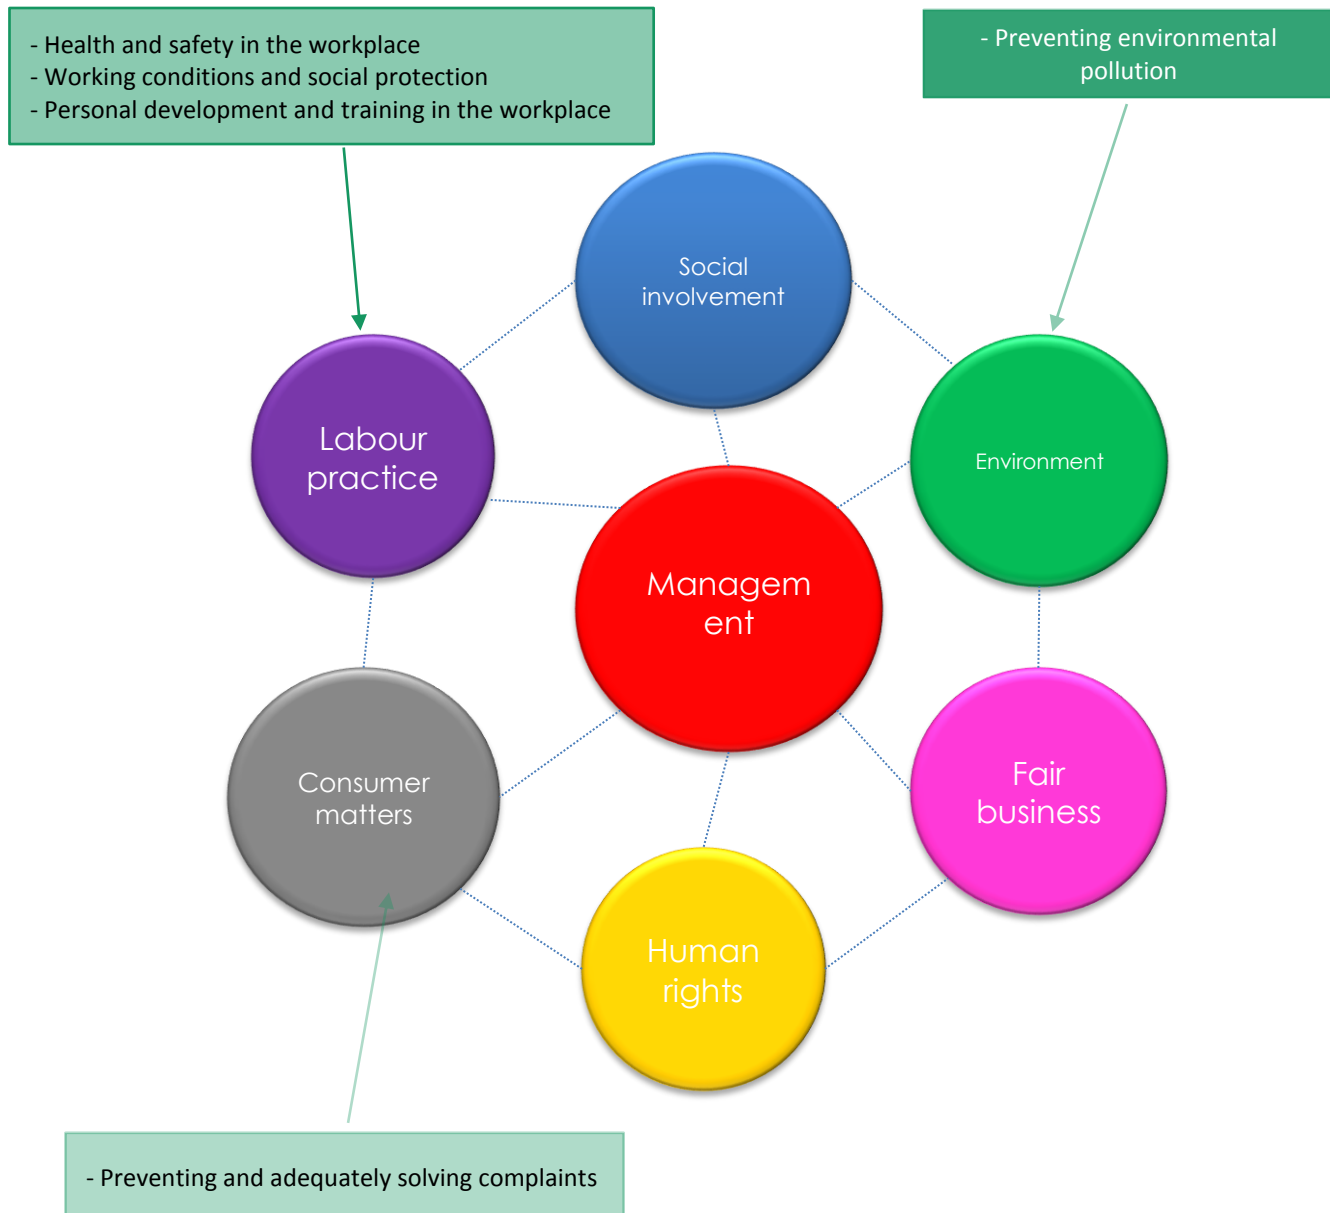 - Health and safety in the workplace
- Working conditions and social protection
- Personal development and training in the workplace
- Preventing environmental
pollution
Social
involvement
Labour
practice
Environment
Managem
ent
Consumer
matters
Fair
business
Human
rights
- Preventing and adequately solving complaints